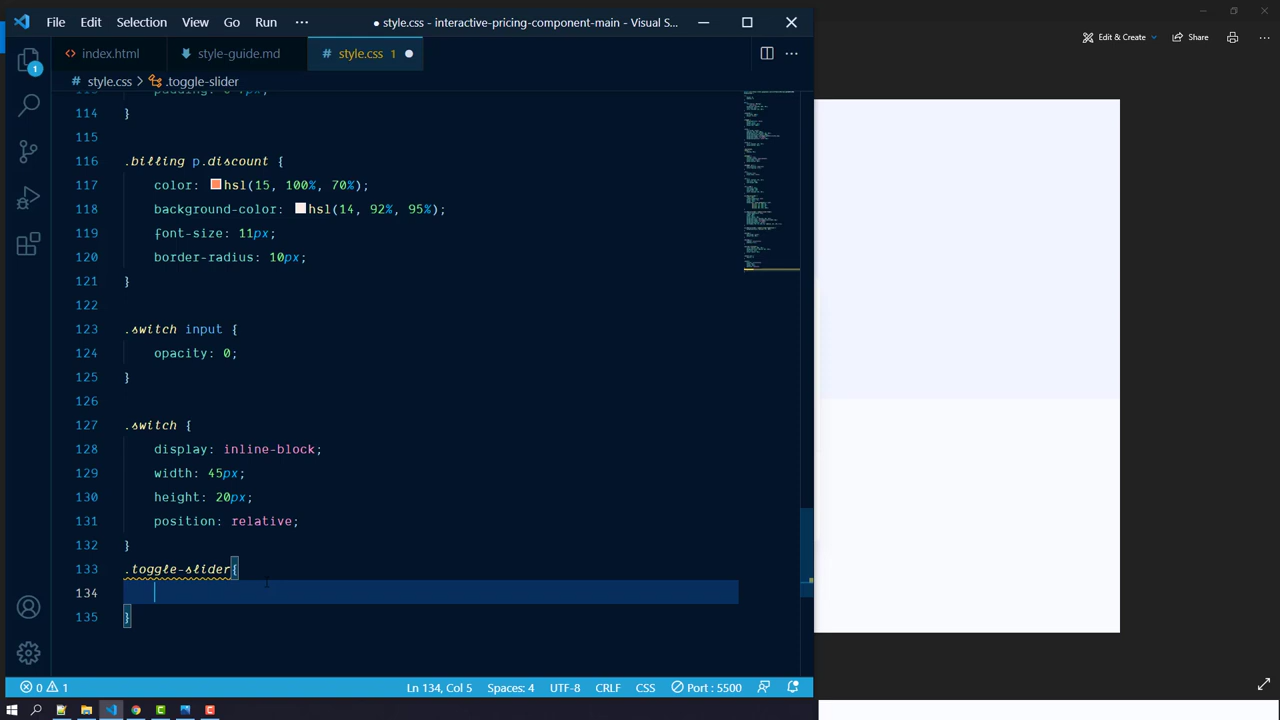 File Edit Selection View Go Run ··· ● style.css - interactive-pricing-component-main - Visual S...
Edit & Create Share
index.html style-guide.md # style.css 1
1
# style.css > .toggle-slider
114 }
115
116 .billing p.discount {
117 color: hsl(15, 100%, 70%);
118 background-color: hsl(14, 92%, 95%);
119 font-size: 11px;
120 border-radius: 10px;
121 }
122
123 .switch input {
124 opacity: 0;
125 }
126
127 .switch {
128 display: inline-block;
129 width: 45px;
130 height: 20px;
131 position: relative;
132 }
133 .toggle-slider{
134
135 }
0 1 Ln 134, Col 5 Spaces: 4 UTF-8 CRLF CSS Port : 5500